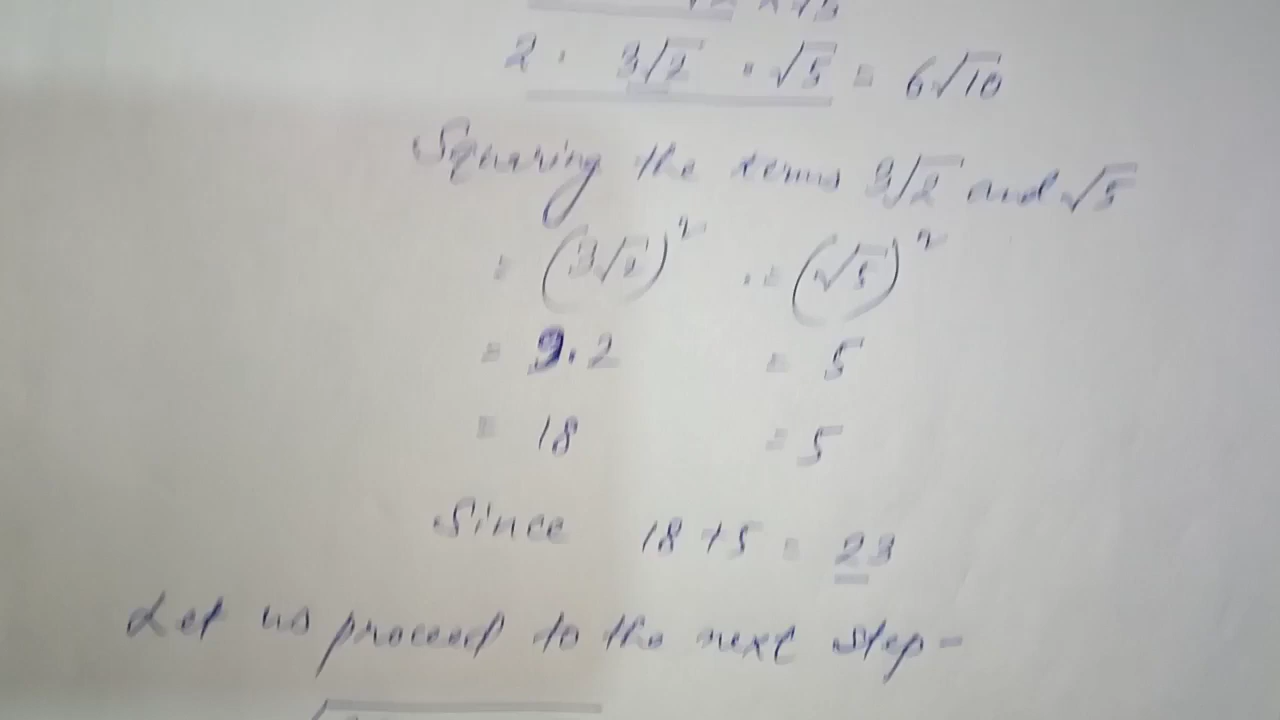 2 · 3√2 · √5 = 6√10
Squaring the terms 3√2 and √5
= (3√2)² .. = (√5)²
= 9.2 = 5
= 18 = 5
Since 18+5 = 23
Let us proceed to the next step-